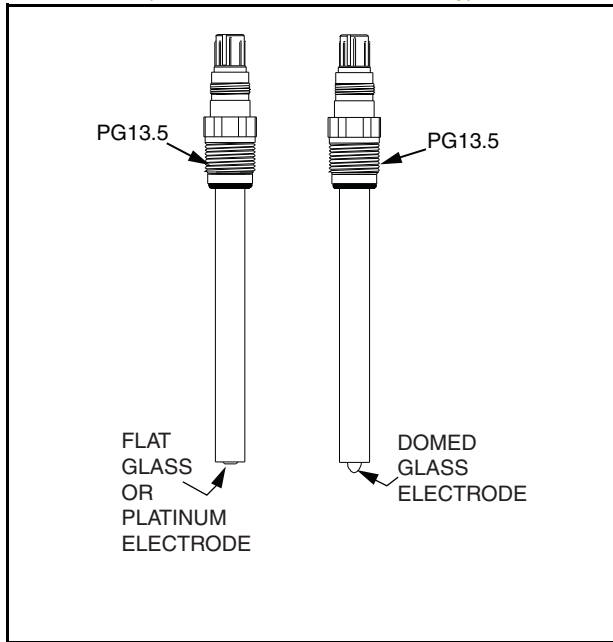 PG13.5
PG13.5
FLAT
GLASS
OR
PLATINUM
ELECTRODE
DOMED
GLASS
ELECTRODE